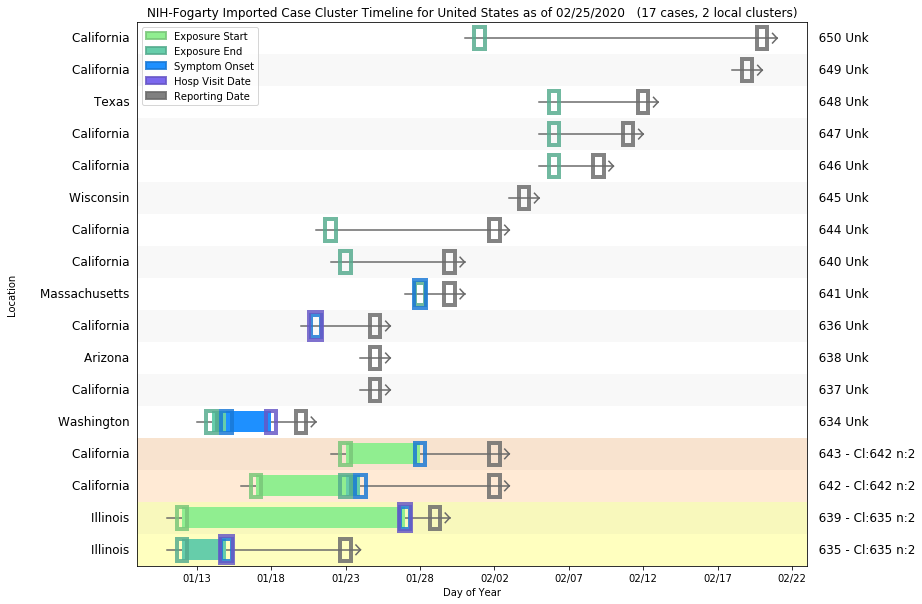 NIH-Fogarty Imported Case Cluster Timeline for United States as of 02/25/2020   (17 cases, 2 local clusters)
Exposure Start
Exposure End
Symptom Onset
Hosp Visit Date
Reporting Date
California 650 Unk
California 649 Unk
Texas 648 Unk
California 647 Unk
California 646 Unk
Wisconsin 645 Unk
California 644 Unk
California 640 Unk
Massachusetts 641 Unk
California 636 Unk
Arizona 638 Unk
California 637 Unk
Washington 634 Unk
California 643 - Cl:642 n:2
California 642 - Cl:642 n:2
Illinois 639 - Cl:635 n:2
Illinois 635 - Cl:635 n:2
Location
01/13 01/18 01/23 01/28 02/02 02/07 02/12 02/17 02/22
Day of Year